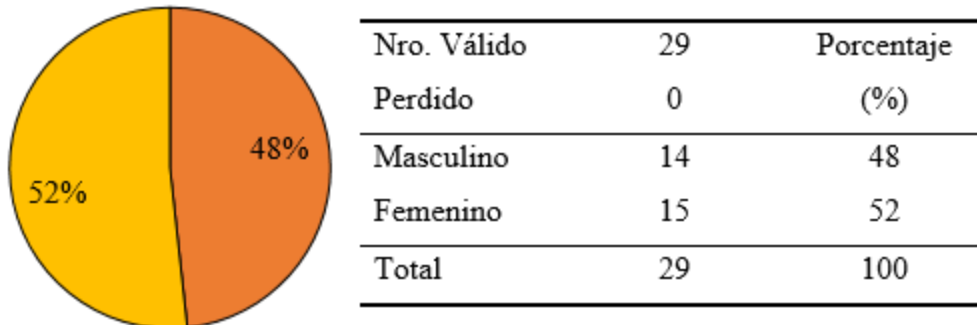 48%
52%
Nro. Válido 29 Porcentaje
Perdido 0 (%)
Masculino 14 48
Femenino 15 52
Total 29 100